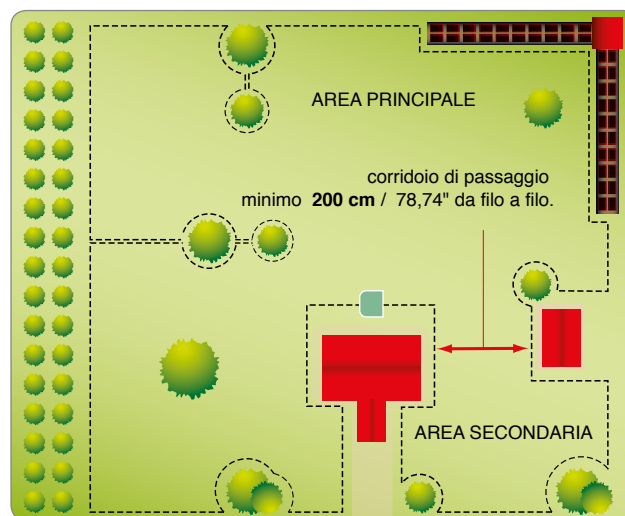 AREA PRINCIPALE
corridoio di passaggio
minimo 200 cm / 78,74" da filo a filo.
AREA SECONDARIA